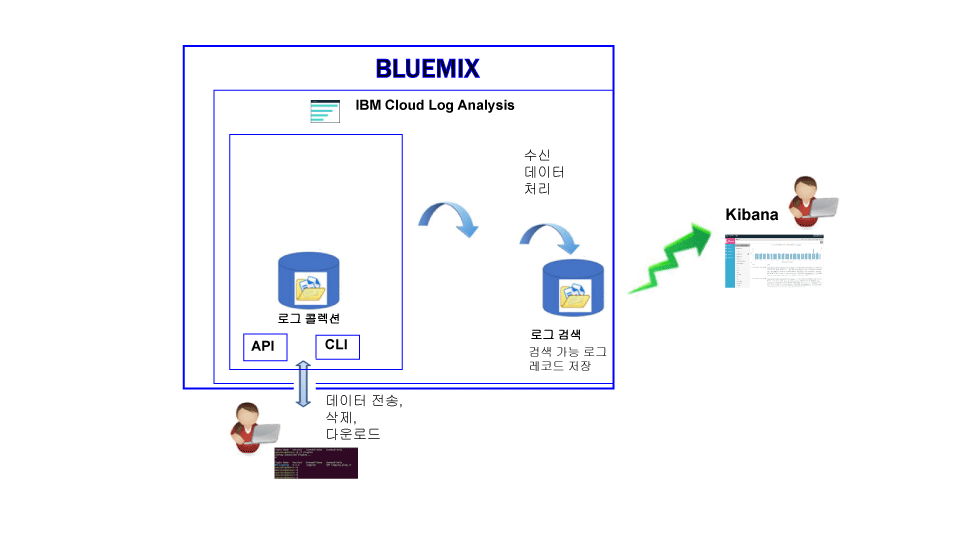 BLUEMIX
IBM Cloud Log Analysis
수신
데이터
처리
Kibana
로그 콜렉션
API
CLI
로그 검색
검색 가능 로그
레코드 저장
데이터 전송,
삭제,
다운로드